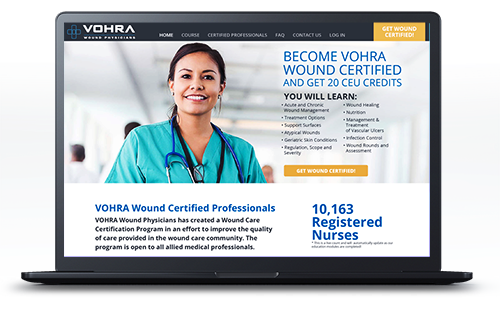 VOHRA
WOUND PHYSICIANS
HOME COURSE CERTIFIED PROFESSIONALS FAQ CONTACT US LOG IN
GET WOUND
CERTIFIED!
BECOME VOHRA
WOUND CERTIFIED
AND GET 20 CEU CREDITS
YOU WILL LEARN:
• Acute and Chronic
Wound Management
• Treatment Options
• Support Surfaces
• Atypical Wounds
• Geriatric Skin Conditions
• Regulation, Scope and
Severity
• Wound Healing
• Nutrition
• Management &
Treatment
of Vascular Ulcers
• Infection Control
• Wound Rounds and
Assessment
GET WOUND CERTIFIED!
VOHRA Wound Certified Professionals
VOHRA Wound Physicians has created a Wound Care
Certification Program in an effort to improve the quality
of care provided in the wound care community. The
program is open to all allied medical professionals.
10,163
Registered
Nurses
* This is a live count and will automatically update as our
education modules are completed!